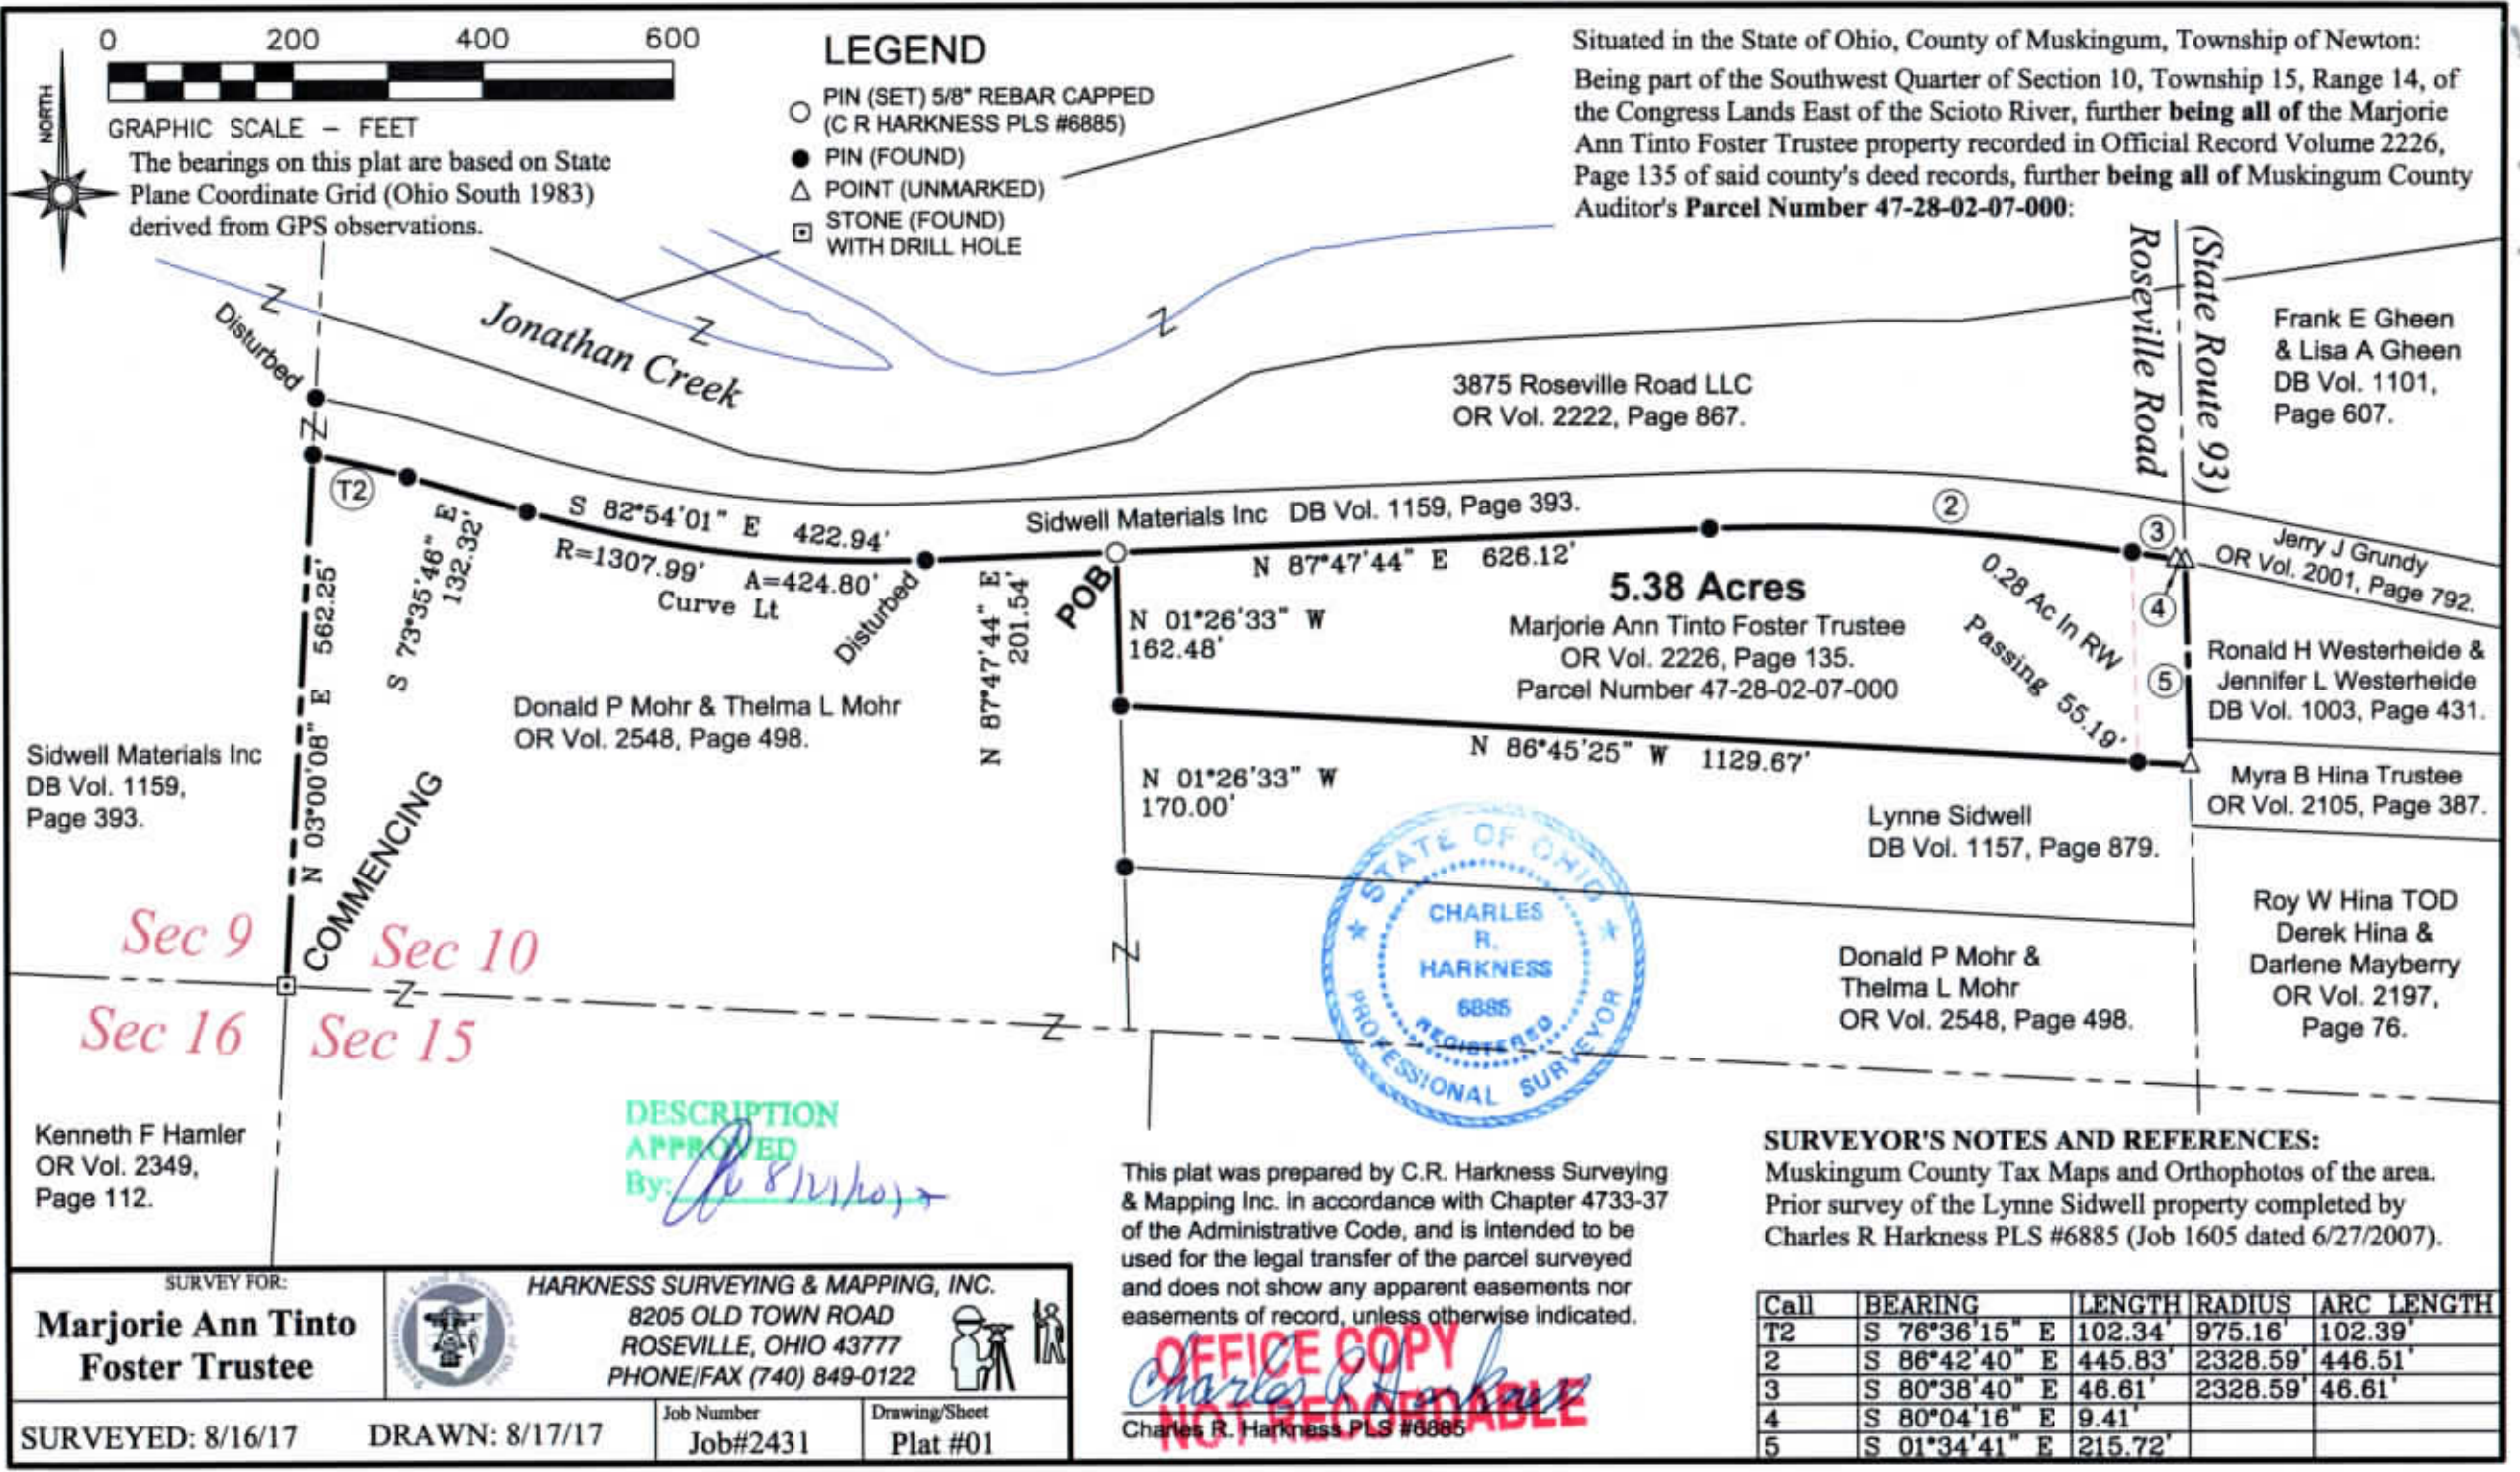 0 200 400 600
GRAPHIC SCALE – FEET
NORTH
The bearings on this plat are based on State
Plane Coordinate Grid (Ohio South 1983)
derived from GPS observations.
LEGEND
PIN (SET) 5/8" REBAR CAPPED
(C R HARKNESS PLS #6885)
PIN (FOUND)
POINT (UNMARKED)
STONE (FOUND)
WITH DRILL HOLE
Situated in the State of Ohio, County of Muskingum, Township of Newton:
Being part of the Southwest Quarter of Section 10, Township 15, Range 14, of
the Congress Lands East of the Scioto River, further being all of the Marjorie
Ann Tinto Foster Trustee property recorded in Official Record Volume 2226,
Page 135 of said county's deed records, further being all of Muskingum County
Auditor's Parcel Number 47-28-02-07-000:
Roseville Road
(State Route 93)
Frank E Gheen
& Lisa A Gheen
DB Vol. 1101,
Page 607.
Jonathan Creek
Disturbed
3875 Roseville Road LLC
OR Vol. 2222, Page 867.
T2
S 73°35'46" E
132.32'
S 82°54'01" E 422.94'
R=1307.99' A=424.80'
Curve Lt
Disturbed
N 87°47'44" E
201.54'
Sidwell Materials Inc DB Vol. 1159, Page 393.
POB
N 87°47'44" E 626.12'
2
3
4
5
Jerry J Grundy
OR Vol. 2001, Page 792.
5.38 Acres
Marjorie Ann Tinto Foster Trustee
OR Vol. 2226, Page 135.
Parcel Number 47-28-02-07-000
0.28 Ac In RW
Passing 55.19'
N 01°26'33" W
162.48'
N 86°45'25" W 1129.67'
N 01°26'33" W
170.00'
Ronald H Westerheide &
Jennifer L Westerheide
DB Vol. 1003, Page 431.
Myra B Hina Trustee
OR Vol. 2105, Page 387.
Lynne Sidwell
DB Vol. 1157, Page 879.
Roy W Hina TOD
Derek Hina &
Darlene Mayberry
OR Vol. 2197,
Page 76.
Donald P Mohr &
Thelma L Mohr
OR Vol. 2548, Page 498.
Donald P Mohr & Thelma L Mohr
OR Vol. 2548, Page 498.
Sidwell Materials Inc
DB Vol. 1159,
Page 393.
N 03°00'08" E 562.25'
COMMENCING
Sec 9
Sec 10
Sec 16
Sec 15
Kenneth F Hamler
OR Vol. 2349,
Page 112.
STATE OF OHIO
CHARLES
R.
HARKNESS
6885
REGISTERED
PROFESSIONAL SURVEYOR
DESCRIPTION
APPROVED
By:
8/21/2017
This plat was prepared by C.R. Harkness Surveying
& Mapping Inc. in accordance with Chapter 4733-37
of the Administrative Code, and is intended to be
used for the legal transfer of the parcel surveyed
and does not show any apparent easements nor
easements of record, unless otherwise indicated.
OFFICE COPY
NOT RECORDABLE
Charles R Harkness
Charles R. Harkness PLS #6885
SURVEYOR'S NOTES AND REFERENCES:
Muskingum County Tax Maps and Orthophotos of the area.
Prior survey of the Lynne Sidwell property completed by
Charles R Harkness PLS #6885 (Job 1605 dated 6/27/2007).
Call BEARING LENGTH RADIUS ARC LENGTH
T2 S 76°36'15" E 102.34' 975.16' 102.39'
2 S 86°42'40" E 445.83' 2328.59' 446.51'
3 S 80°38'40" E 46.61' 2328.59' 46.61'
4 S 80°04'16" E 9.41'
5 S 01°34'41" E 215.72'
SURVEY FOR:
Marjorie Ann Tinto
Foster Trustee
HARKNESS SURVEYING & MAPPING, INC.
8205 OLD TOWN ROAD
ROSEVILLE, OHIO 43777
PHONE/FAX (740) 849-0122
SURVEYED: 8/16/17 DRAWN: 8/17/17
Job Number
Job#2431
Drawing/Sheet
Plat #01